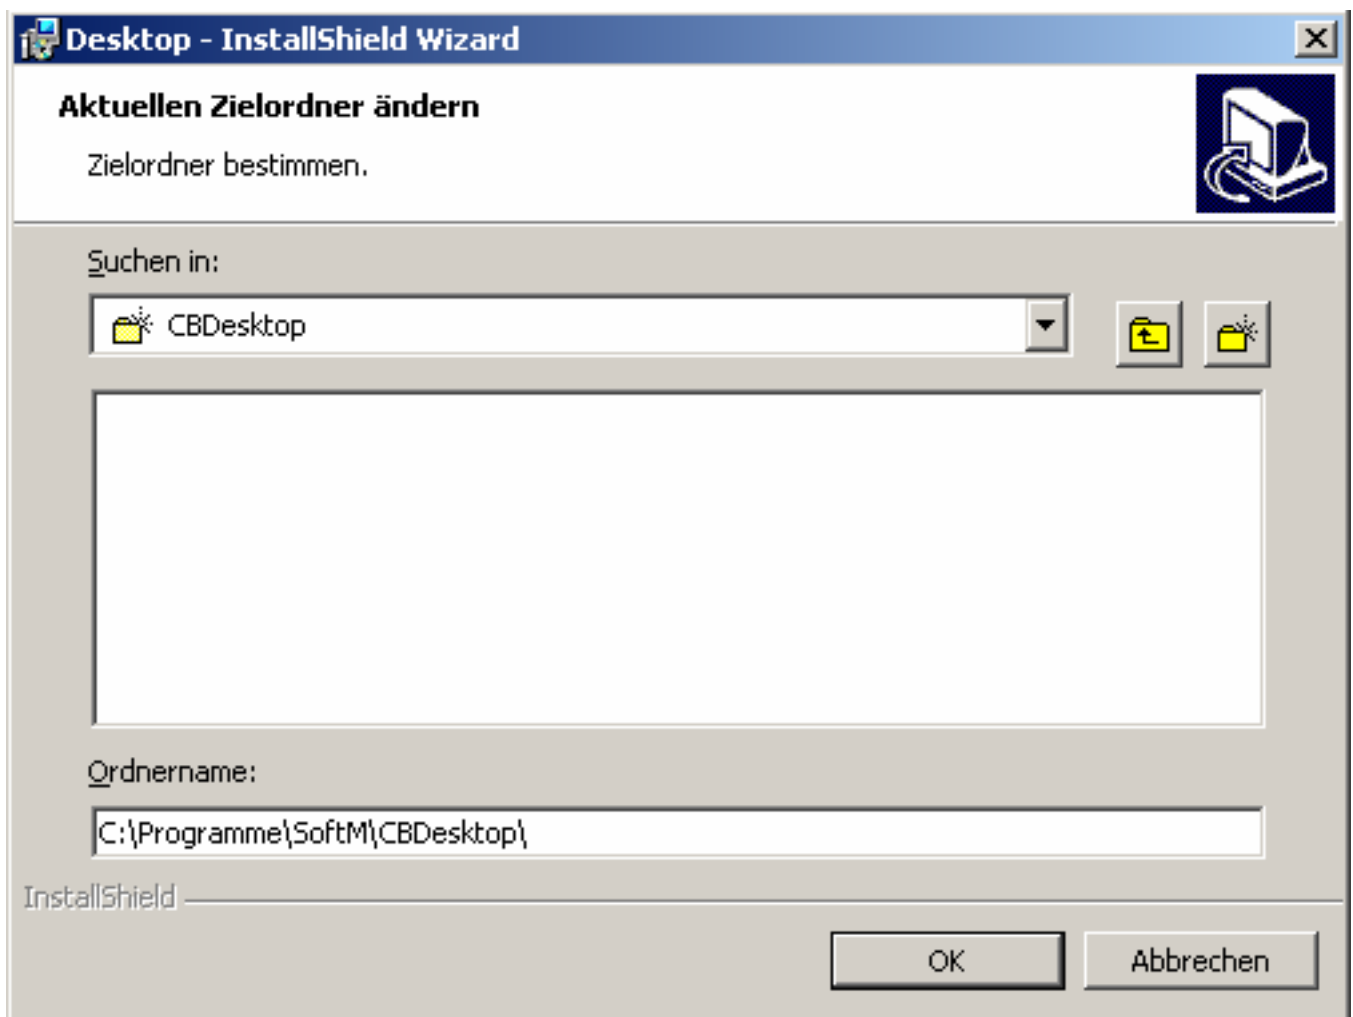 Desktop - InstallShield Wizard
Aktuellen Zielordner ändern
Zielordner bestimmen.
Suchen in:
CBDesktop
Ordnername:
C:\Programme\SoftM\CBDesktop\
InstallShield
OK
Abbrechen